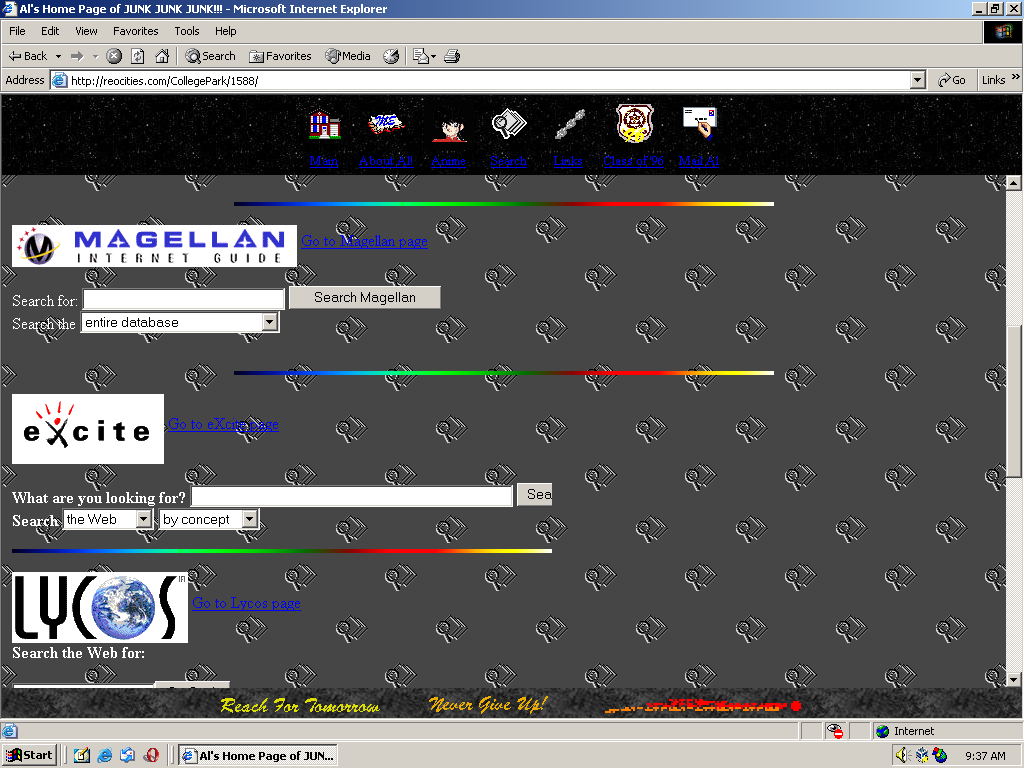 Al's Home Page of JUNK JUNK JUNK!!! - Microsoft Internet Explorer
File Edit View Favorites Tools Help
Back Search Favorites Media
Address http://reocities.com/CollegePark/1588/ Go Links »
Main About Al Anime Search Links Class of '96 Mail Al
MAGELLAN
INTERNET GUIDE
Go to Magellan page
Search for: Search Magellan
Search the entire database
eXcite Go to eXcite page
What are you looking for? Sea
Search the Web by concept
LYCOS Go to Lycos page
Search the Web for:
Reach For Tomorrow Never Give Up!
Internet
Start Al's Home Page of JUN... 9:37 AM